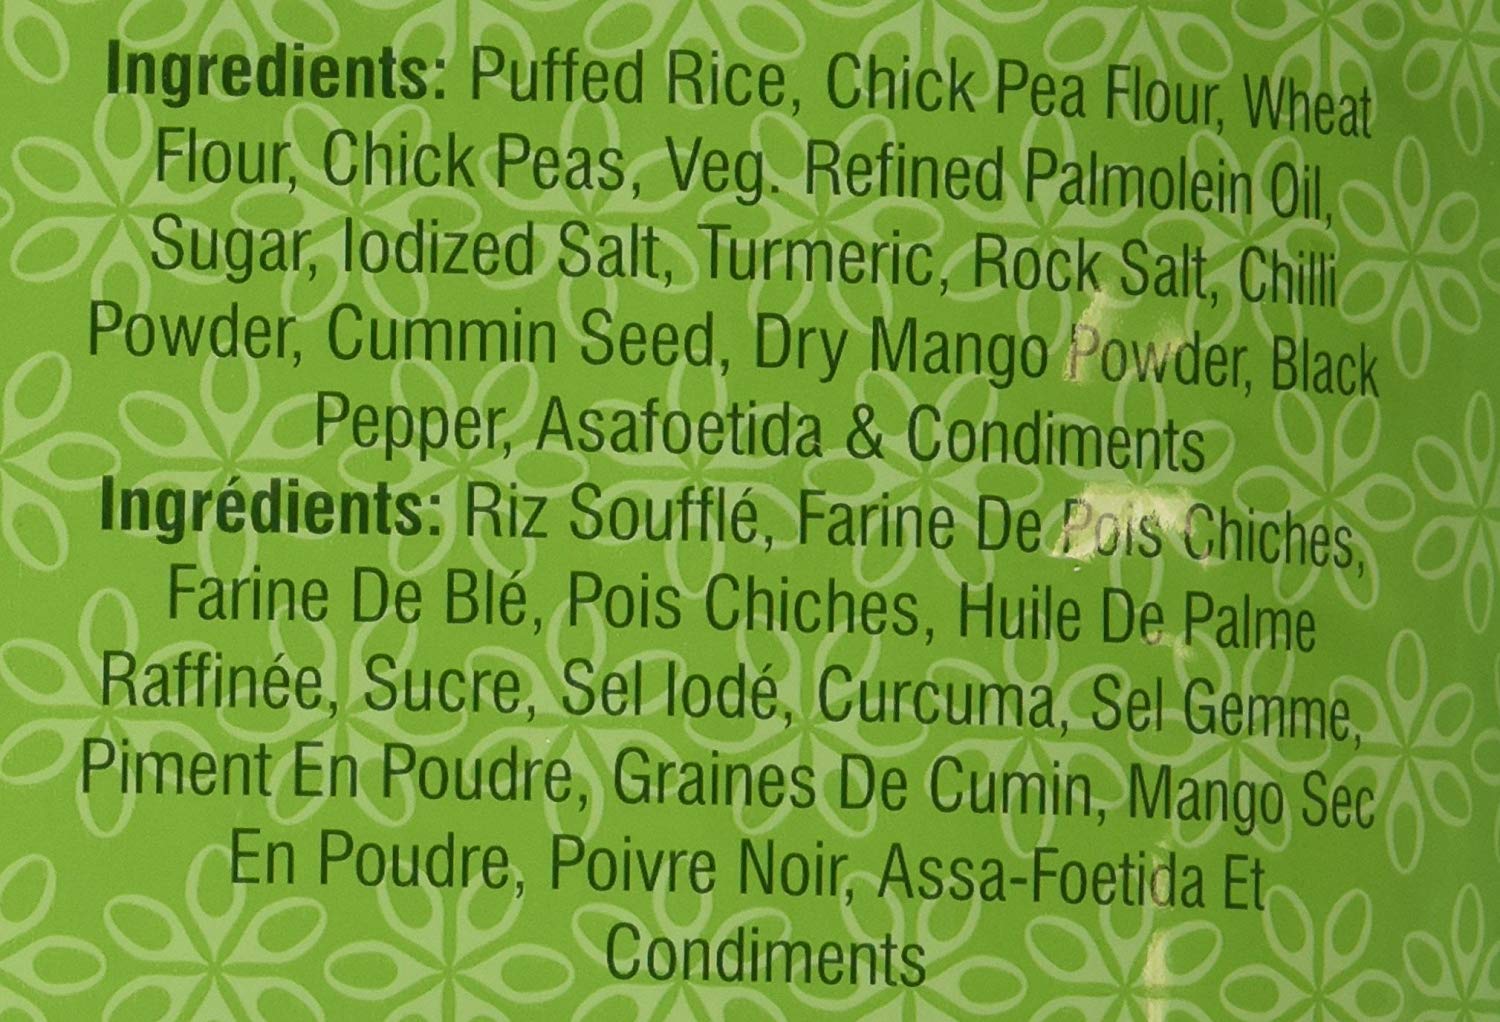 Ingredients: Puffed Rice, Chick Pea Flour, Wheat
Flour, Chick Peas, Veg. Refined Palmolein Oil,
Sugar, Iodized Salt, Turmeric, Rock Salt, Chilli
Powder, Cummin Seed, Dry Mango Powder, Black
Pepper, Asafoetida & Condiments
Ingrédients: Riz Soufflé, Farine De Pois Chiches,
Farine De Blé, Pois Chiches, Huile De Palme
Raffinée, Sucre, Sel Iodé, Curcuma, Sel Gemme,
Piment En Poudre, Graines De Cumin, Mango Sec
En Poudre, Poivre Noir, Assa-Foetida Et
Condiments